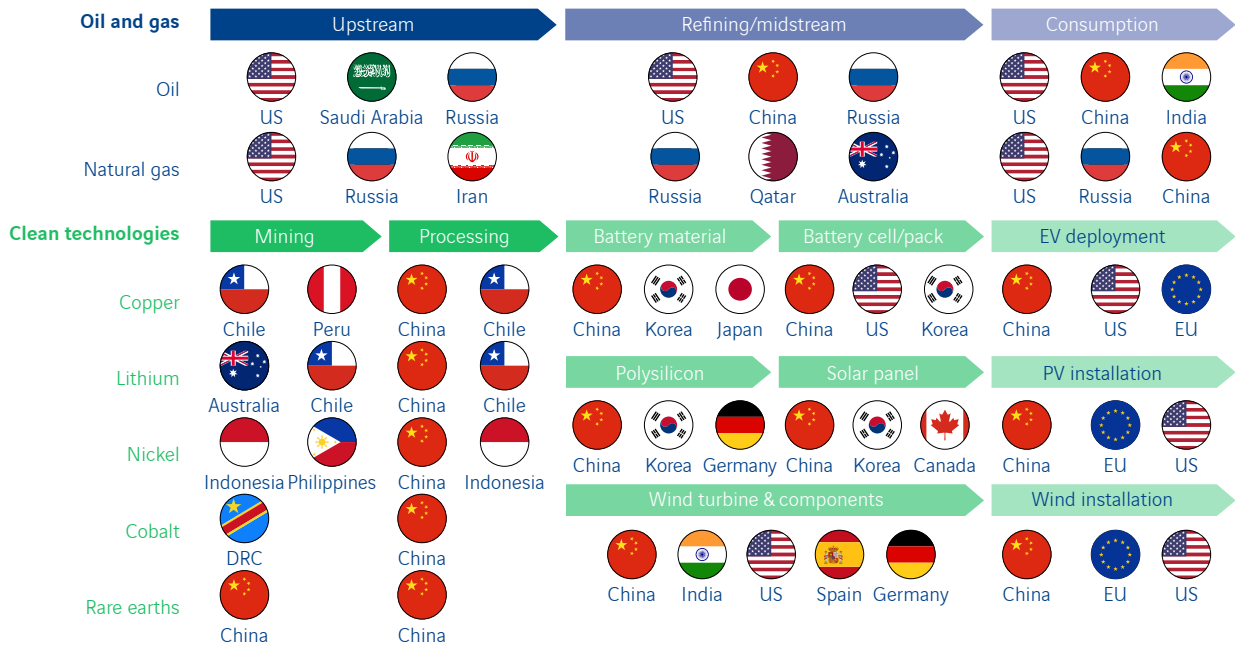 Oil and gas Upstream Refining/midstream Consumption
Oil
US Saudi Arabia Russia US China Russia US China India
Natural gas
US Russia Iran Russia Qatar Australia US Russia China
Clean technologies Mining Processing Battery material Battery cell/pack EV deployment
Copper
Chile Peru China Chile China Korea Japan China US Korea China US EU
Lithium Polysilicon Solar panel PV installation
Australia Chile China Chile
Nickel China Korea Germany China Korea Canada China EU US
Indonesia Philippines China Indonesia
Wind turbine & components Wind installation
Cobalt
DRC China
China India US Spain Germany China EU US
Rare earths
China China